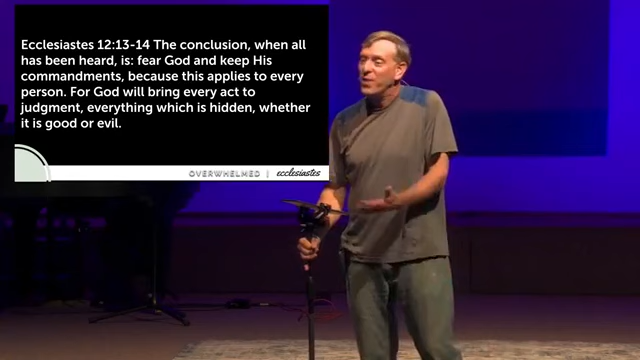 Ecclesiastes 12:13-14 The conclusion, when all
has been heard, is: fear God and keep His
commandments, because this applies to every
person. For God will bring every act to
judgment, everything which is hidden, whether
it is good or evil.
OVERWHELMED | ecclesiastes